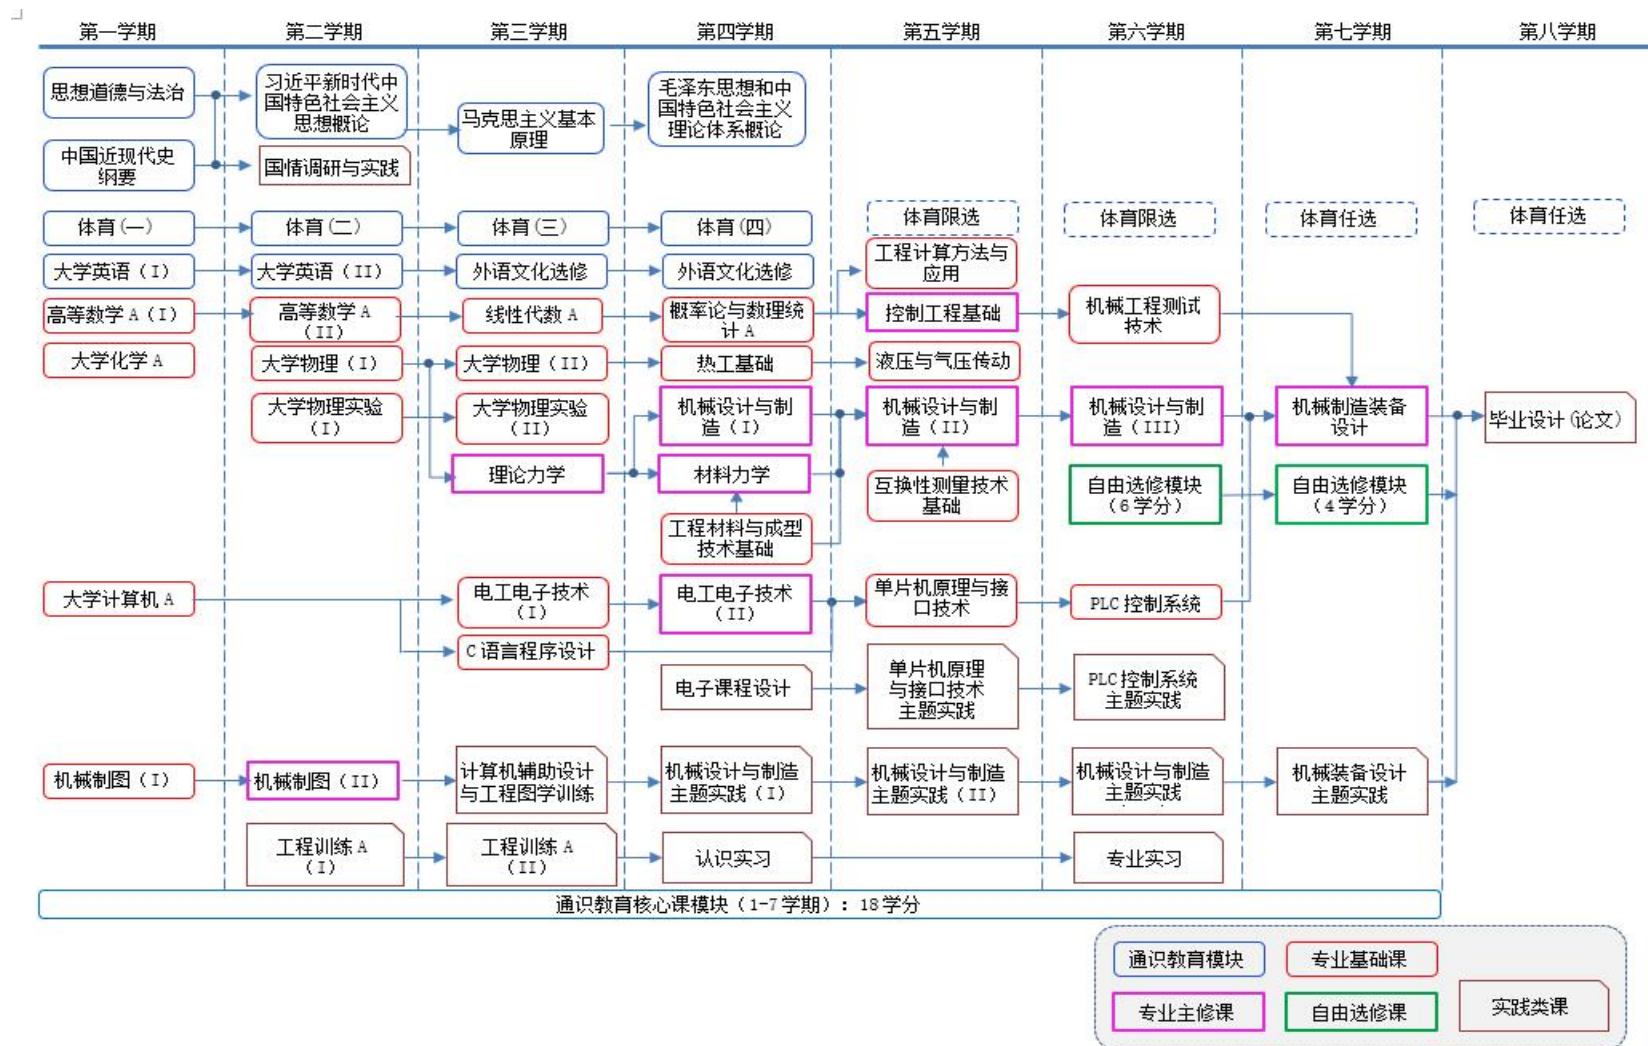 第一学期
第二学期
第三学期
第四学期
第五学期
第六学期
第七学期
第八学期
思想道德与法治
习近平新时代中
国特色社会主义
思想概论
马克思主义基本
原理
毛泽东思想和中
国特色社会主义
理论体系概论
中国近现代史
纲要
国情调研与实践
体育(一)
体育(二)
体育(三)
体育(四)
体育限选
体育限选
体育任选
体育任选
大学英语（I）
大学英语（II）
外语文化选修
外语文化选修
工程计算方法与
应用
高等数学A（I）
高等数学A
（II）
线性代数A
概率论与数理统
计A
控制工程基础
机械工程测试
技术
大学化学A
大学物理（I）
大学物理（II）
热工基础
液压与气压传动
大学物理实验
（I）
大学物理实验
（II）
机械设计与制
造（I）
机械设计与制
造（II）
机械设计与制
造（III）
机械制造装备
设计
毕业设计(论文)
理论力学
材料力学
互换性测量技术
基础
自由选修模块
（6学分）
自由选修模块
（4学分）
工程材料与成型
技术基础
大学计算机A
电工电子技术
（I）
电工电子技术
（II）
单片机原理与接
口技术
PLC控制系统
C语言程序设计
电子课程设计
单片机原理
与接口技术
主题实践
PLC控制系统
主题实践
机械制图（I）
机械制图（II）
计算机辅助设计
与工程图学训练
机械设计与制造
主题实践（I）
机械设计与制造
主题实践（II）
机械设计与制造
主题实践
机械装备设计
主题实践
工程训练A
（I）
工程训练A
（II）
认识实习
专业实习
通识教育核心课模块（1-7学期）：18学分
通识教育模块
专业基础课
专业主修课
自由选修课
实践类课